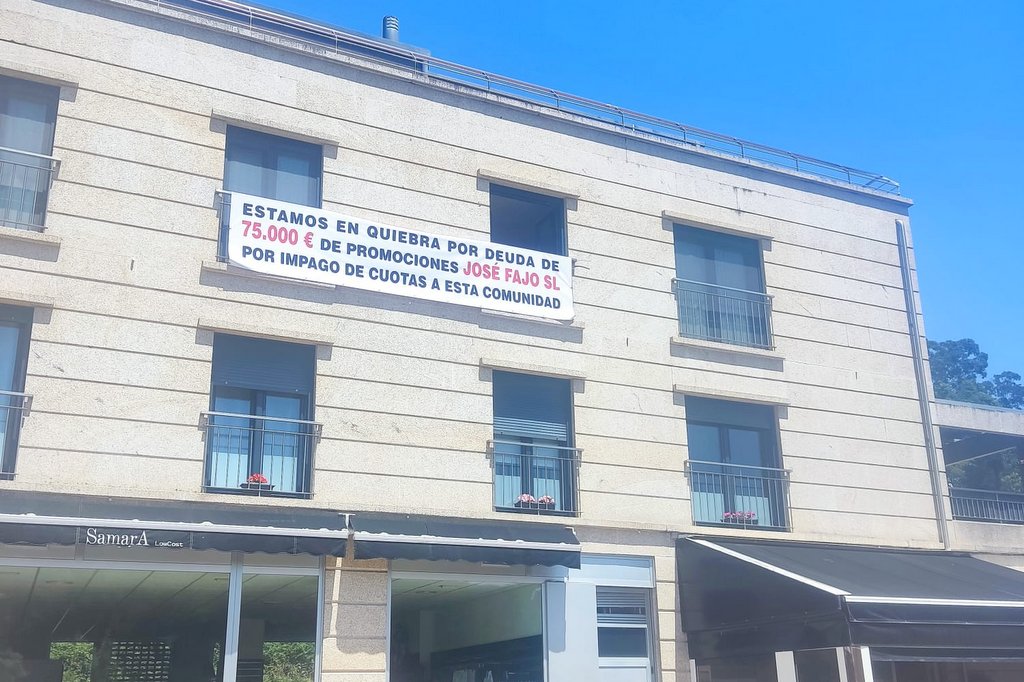 ESTAMOS EN QUIEBRA POR DEUDA DE
75.000 € DE PROMOCIONES JOSÉ FAJO SL
POR IMPAGO DE CUOTAS A ESTA COMUNIDAD
SamarA LowCost